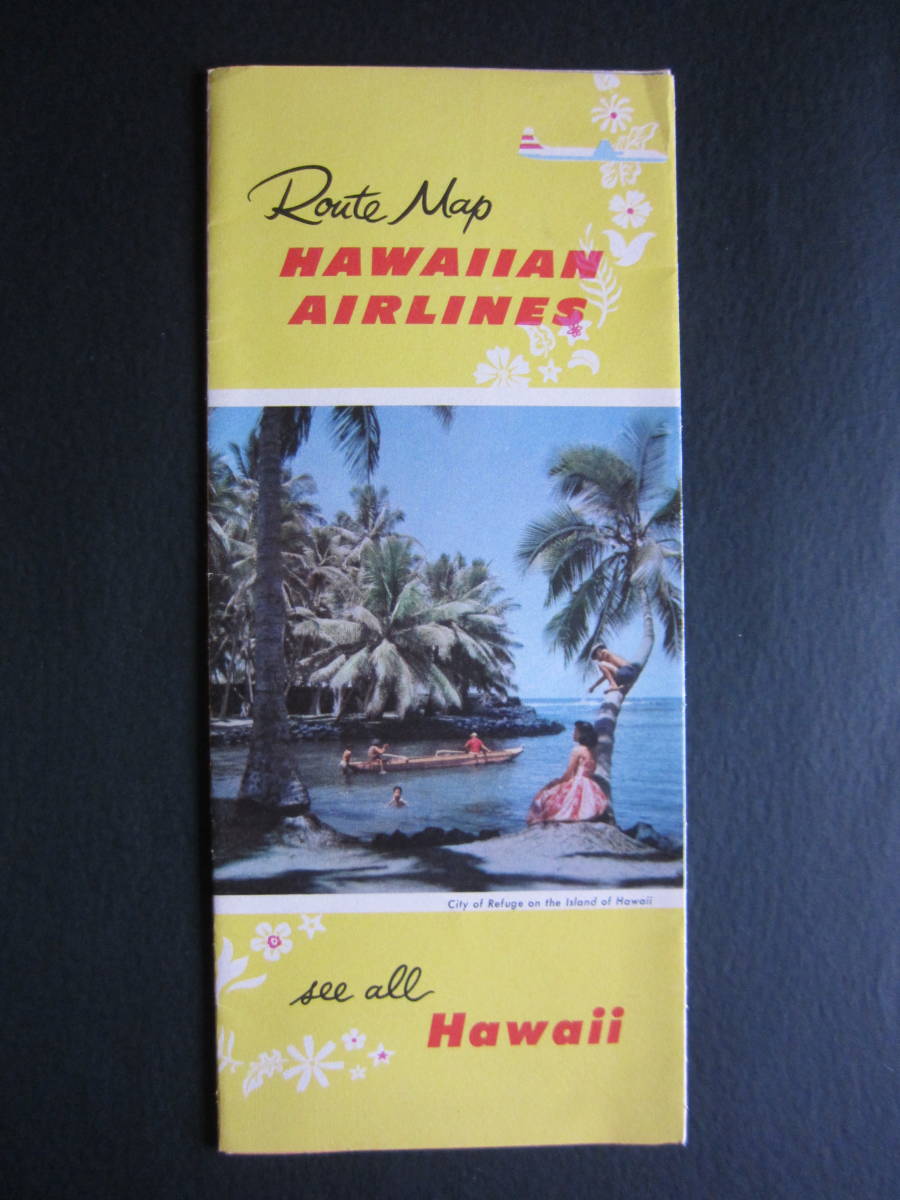 Route Map
HAWAIIAN
AIRLINES
City of Refuge on the Island of Hawaii
see all
Hawaii